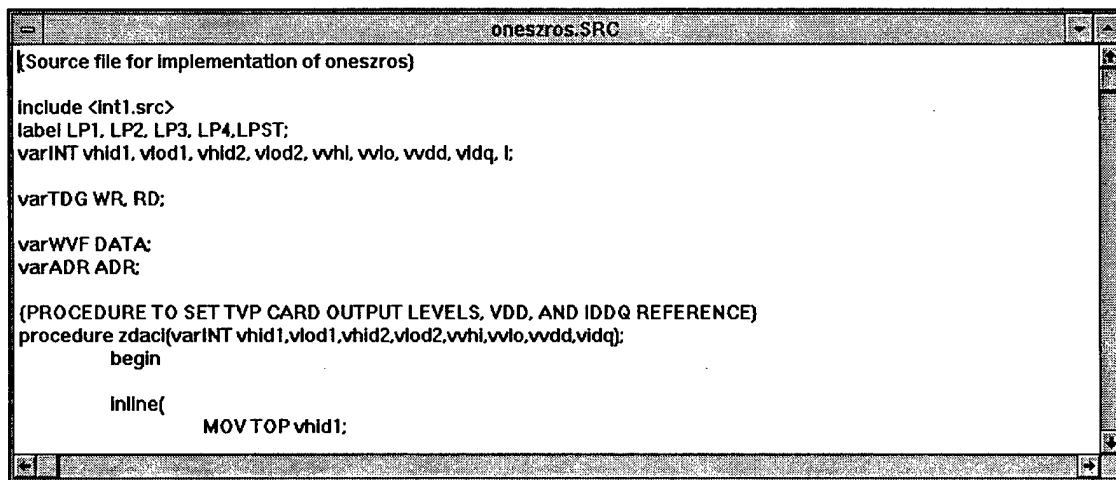 oneszros.SRC
{Source file for implementation of oneszros}
include <int1.src>
label LP1, LP2, LP3, LP4,LPST;
varINT vhid1, vlod1, vhid2, vlod2, vvhi, vvlo, vvdd, vidq, i;
varTDG WR, RD;
varWVF DATA;
varADR ADR;
{PROCEDURE TO SET TVP CARD OUTPUT LEVELS, VDD, AND IDDQ REFERENCE}
procedure zdaci(varINT vhid1,vlod1,vhid2,vlod2,vvhi,vvlo,vvdd,vidq);
begin
inline(
MOV TOP vhid1;